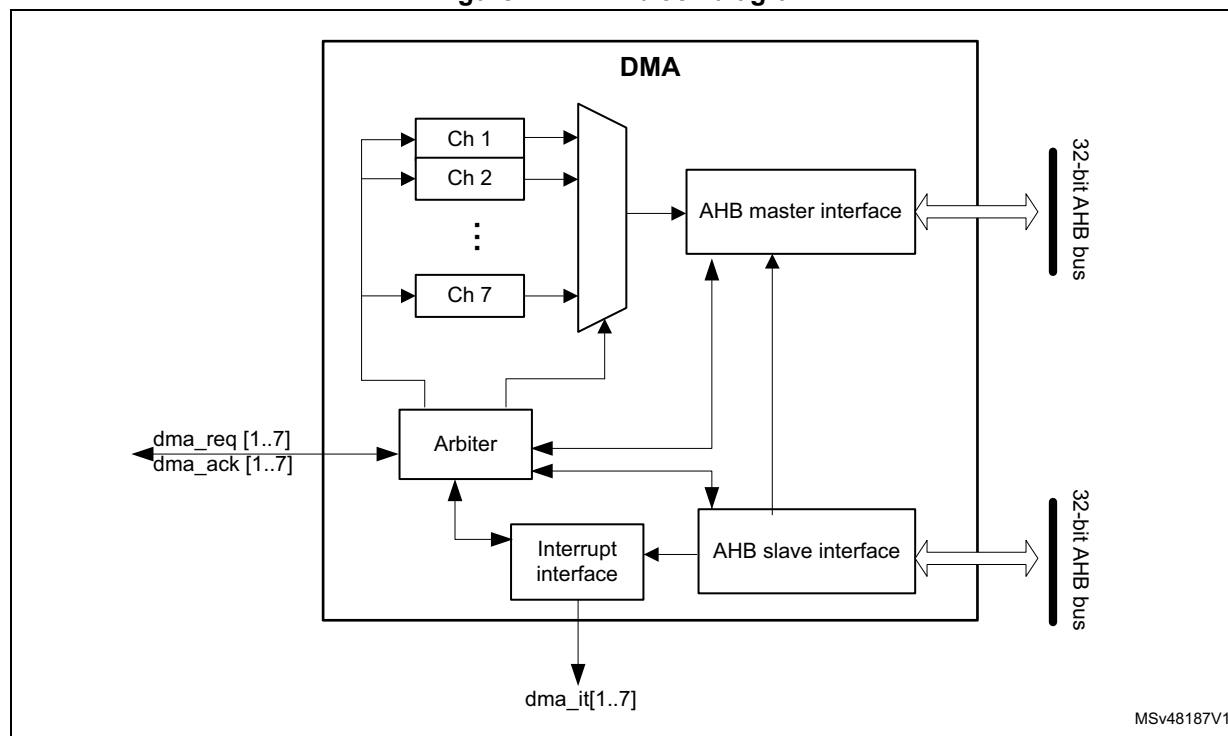 DMA
Ch 1
Ch 2
Ch 7
AHB master interface
32-bit AHB bus
dma_req [1..7]
dma_ack [1..7]
Arbiter
Interrupt
interface
AHB slave interface
32-bit AHB bus
dma_it[1..7]
MSv48187V1